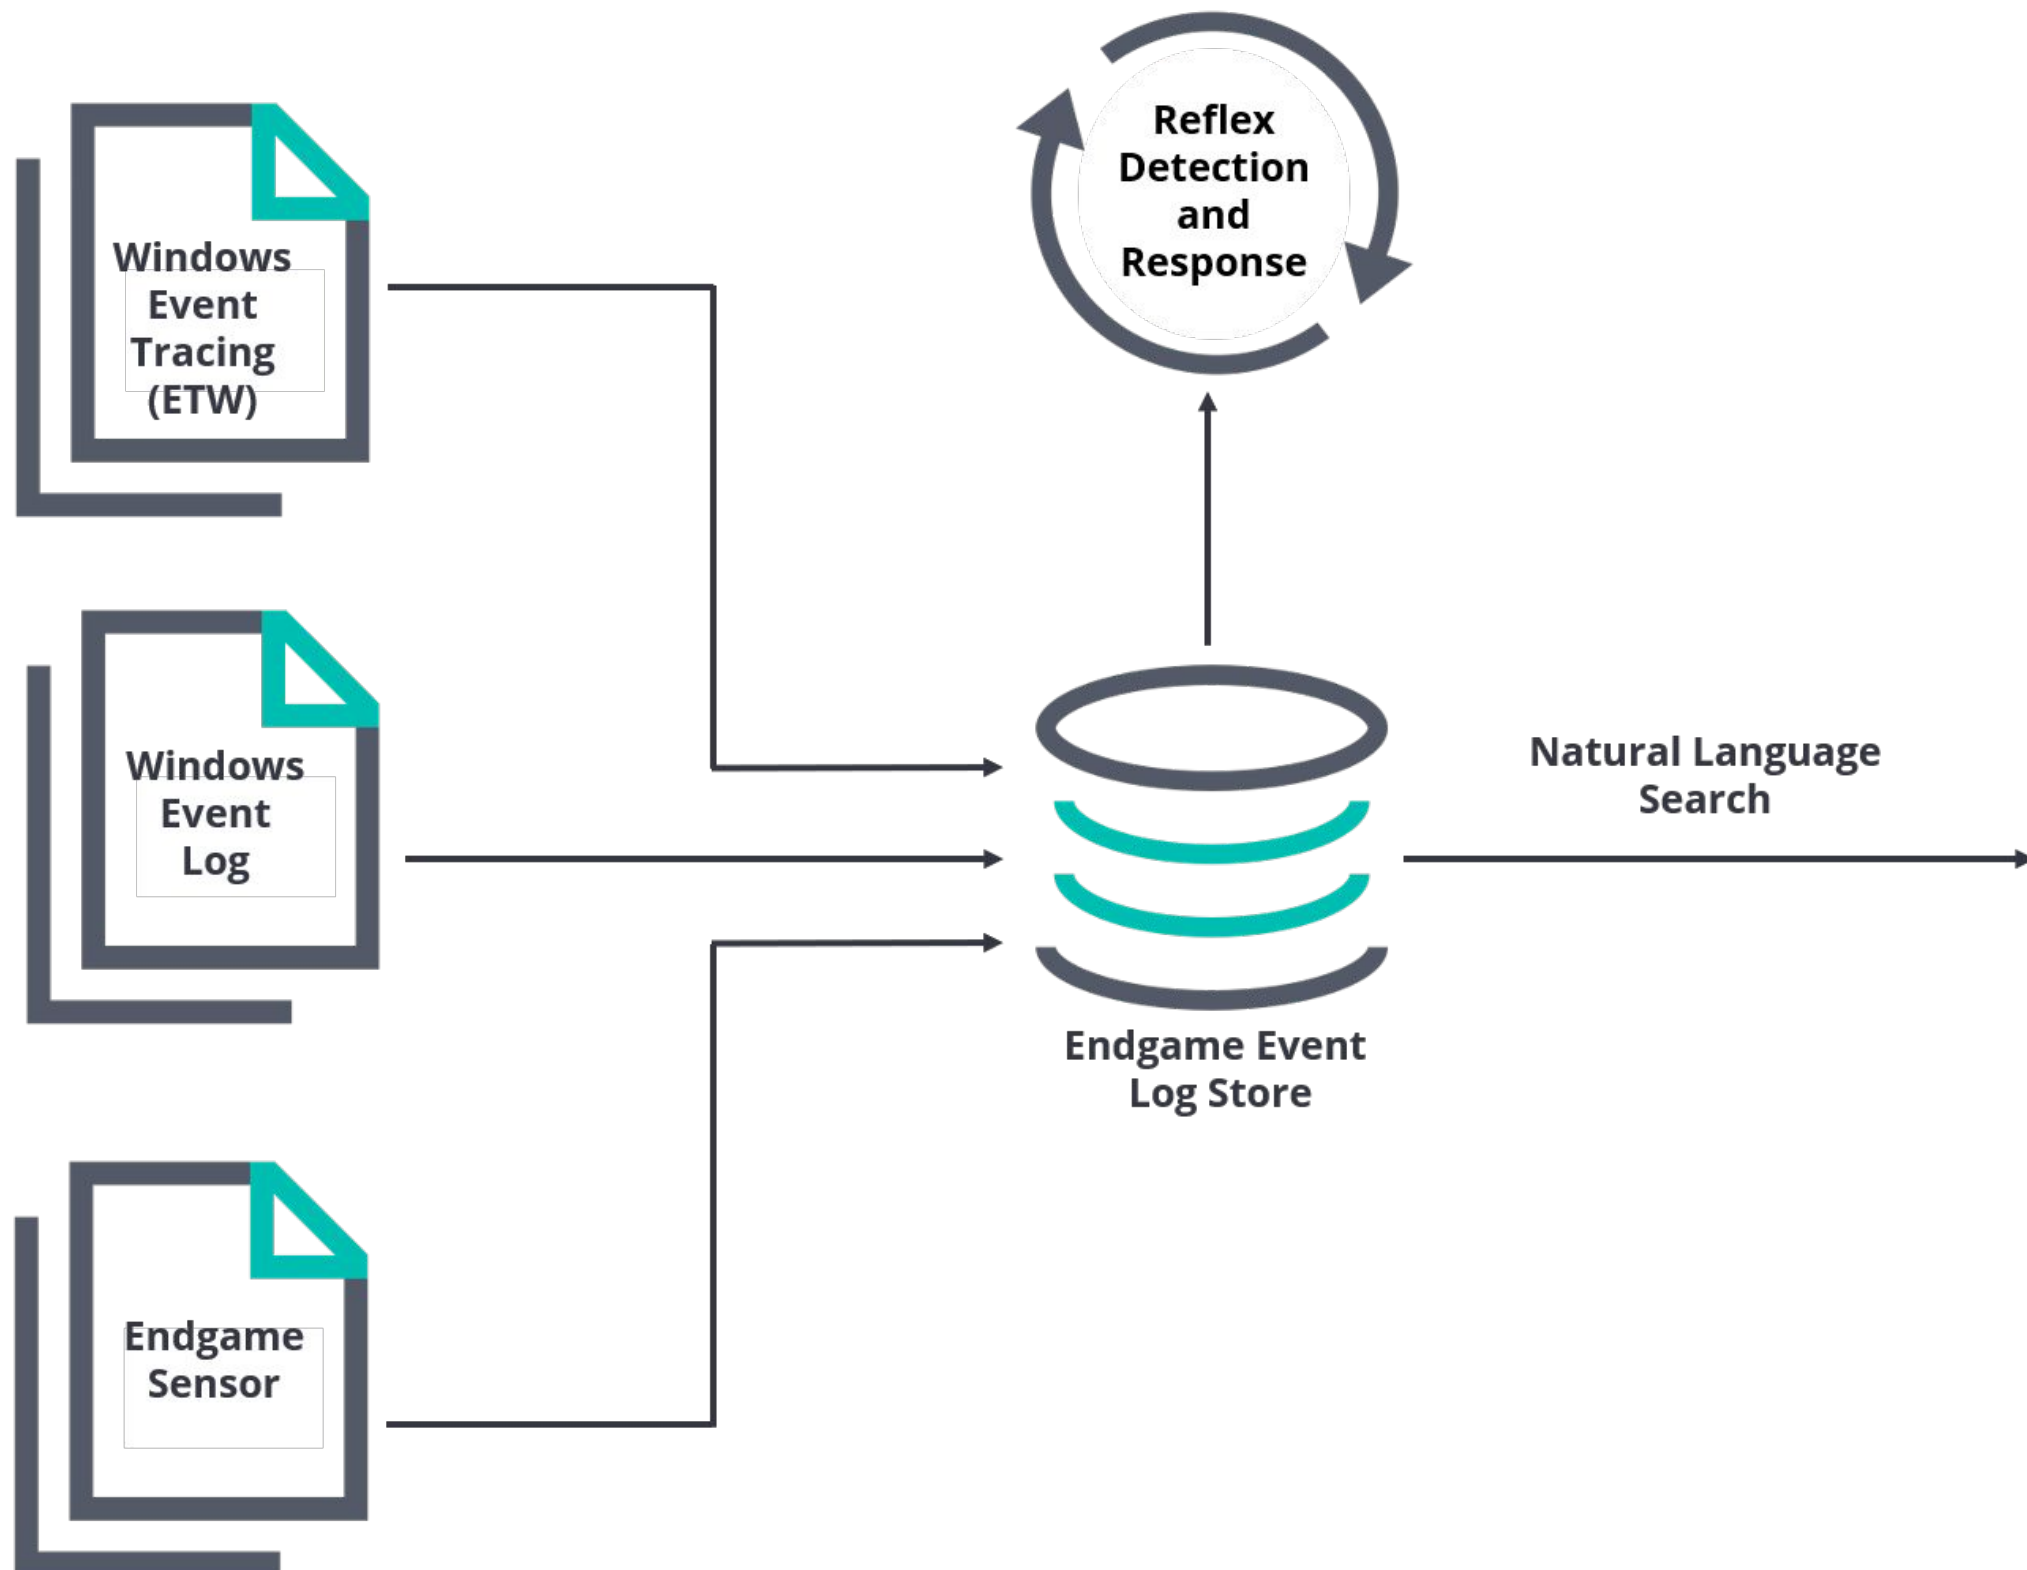 Reflex
Detection
and
Response
Windows
Event
Tracing
(ETW)
Windows
Event
Log
Natural Language
Search
Endgame Event
Log Store
Endgame
Sensor